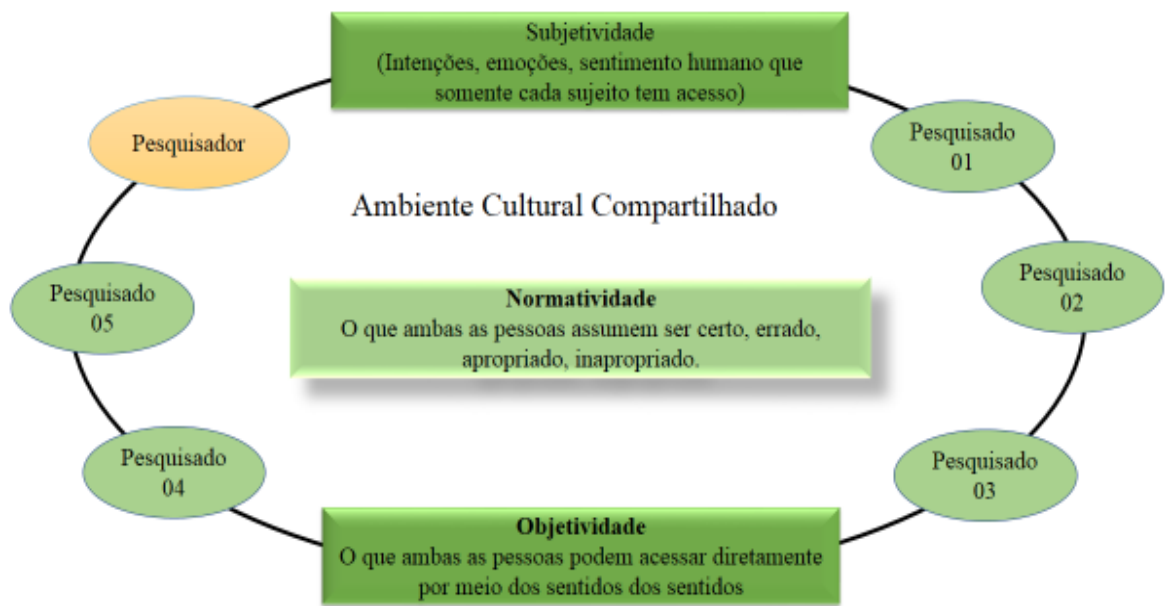 Subjetividade
(Intenções, emoções, sentimento humano que
somente cada sujeito tem acesso)
Pesquisador
Pesquisado
01
Ambiente Cultural Compartilhado
Pesquisado
05
Pesquisado
02
Normatividade
O que ambas as pessoas assumem ser certo, errado,
apropriado, inapropriado.
Pesquisado
04
Pesquisado
03
Objetividade
O que ambas as pessoas podem acessar diretamente
por meio dos sentidos dos sentidos